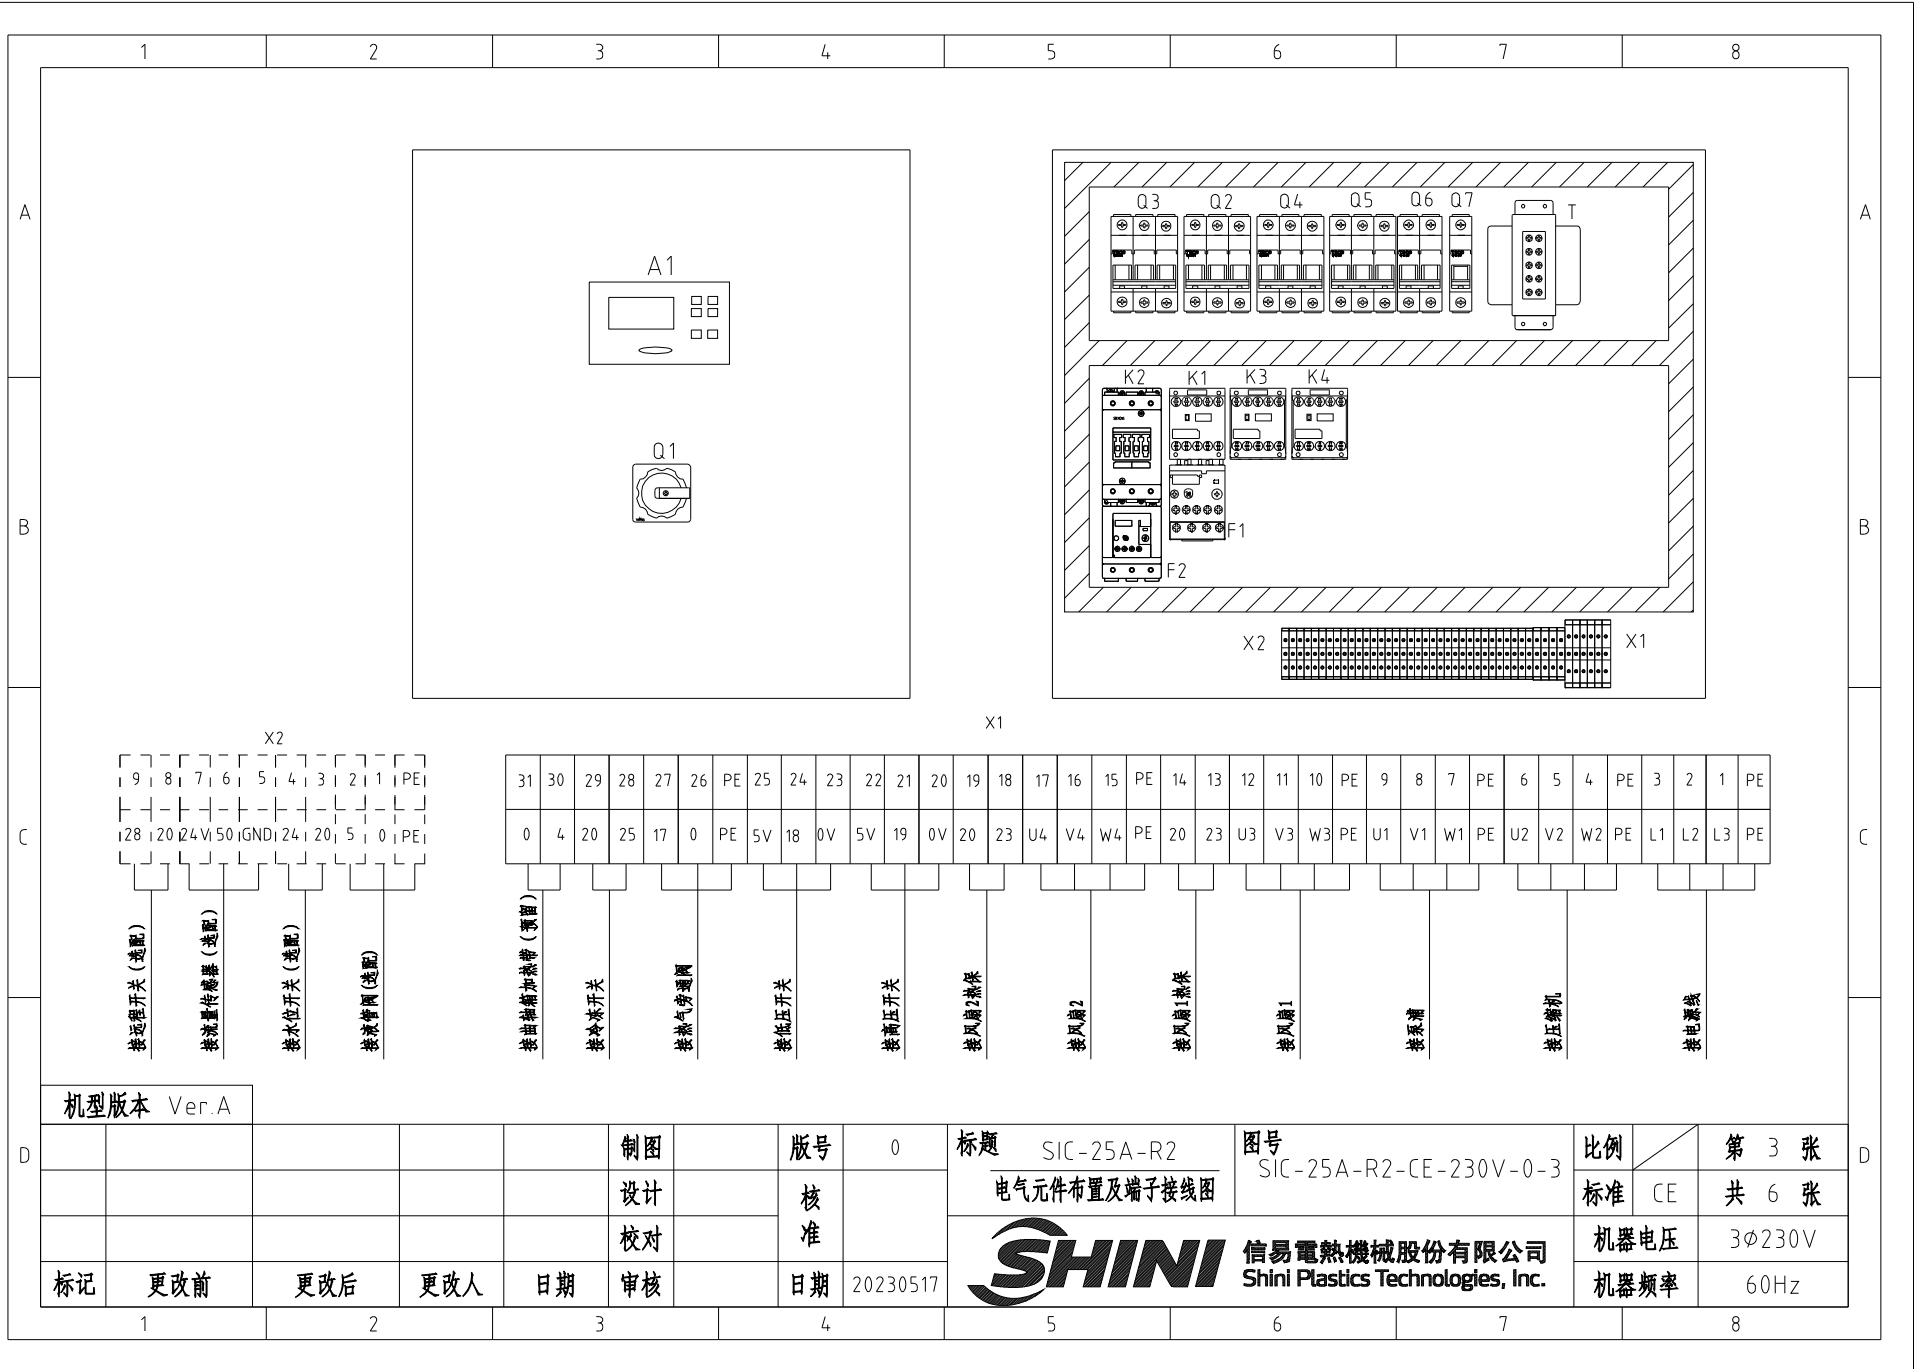 1 2 3 4 5 6 7 8
A A
A1
Q3 Q2 Q4 Q5 Q6 Q7 T
Q1
K2 K1 K3 K4
F1
F2
B B
X2 X1
X2
9 8 7 6 5 4 3 2 1 PE
28 20 24V 50 GND 24 20 5 0 PE
接远程开关(选配)
接流量传感器(选配)
接水位开关(选配)
接液管阀(选配)
X1
31 30 29 28 27 26 PE 25 24 23 22 21 20 19 18 17 16 15 PE 14 13 12 11 10 PE 9 8 7 PE 6 5 4 PE 3 2 1 PE
0 4 20 25 17 0 PE 5V 18 0V 5V 19 0V 20 23 U4 V4 W4 PE 20 23 U3 V3 W3 PE U1 V1 W1 PE U2 V2 W2 PE L1 L2 L3 PE
接曲轴箱加热带(预留)
接冷冻开关
接热气旁通阀
接低压开关
接高压开关
接风扇2热保
接风扇2
接风扇1热保
接风扇1
接泵浦
接压缩机
接电源线
C C
机型版本 Ver.A
D D
制图 版号 0
设计 核准
校对
标记 更改前 更改后 更改人 日期 审核 日期 20230517
标题 SIC-25A-R2
电气元件布置及端子接线图
图号
SIC-25A-R2-CE-230V-0-3
比例 第 3 张
标准 CE 共 6 张
SHINI
信易電熱機械股份有限公司
Shini Plastics Technologies, Inc.
机器电压 3Φ230V
机器频率 60Hz
1 2 3 4 5 6 7 8